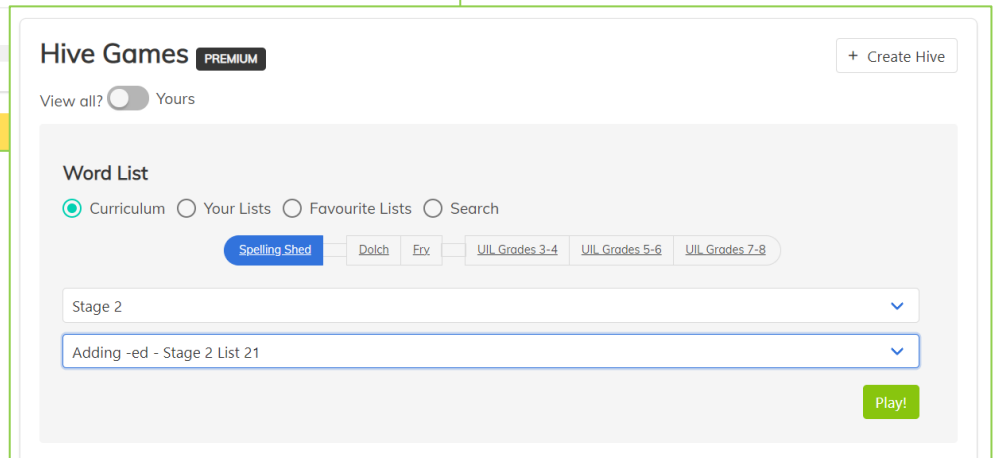 Hive Games PREMIUM + Create Hive
View all? Yours
Word List
Curriculum Your Lists Favourite Lists Search
Spelling Shed Dolch Fry UIL Grades 3-4 UIL Grades 5-6 UIL Grades 7-8
Stage 2
Adding -ed - Stage 2 List 21
Play!